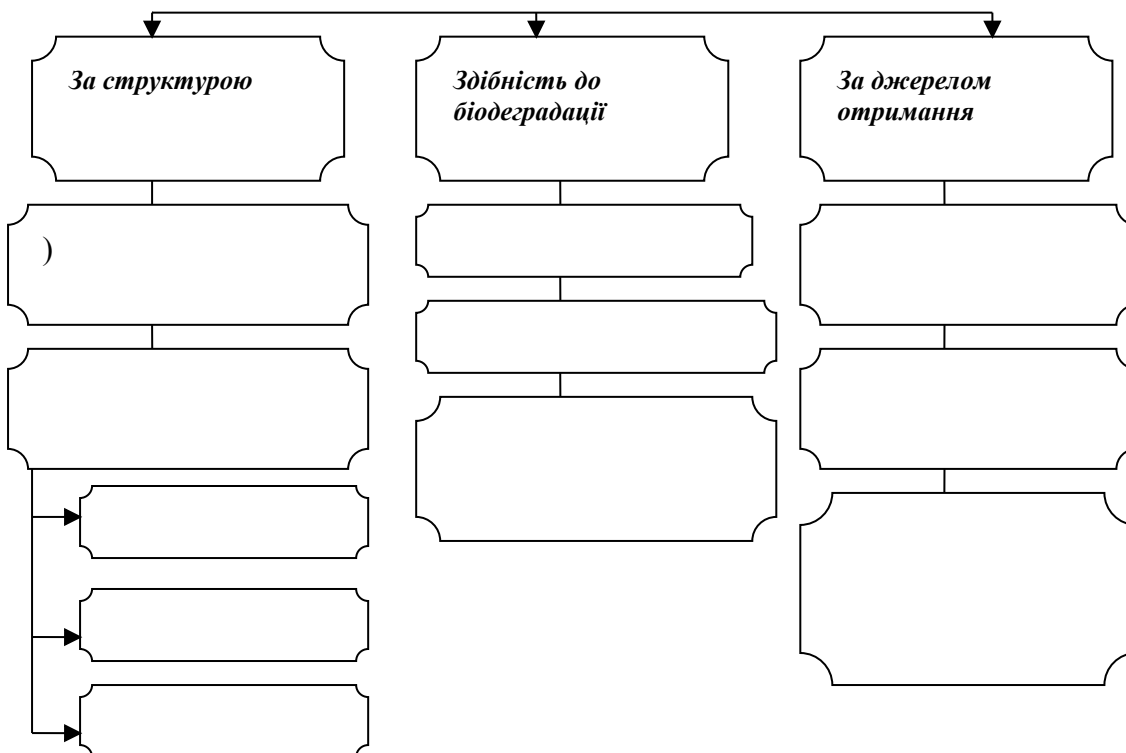 За структурою
Здібність до
біодеградації
За джерелом
отримання
)